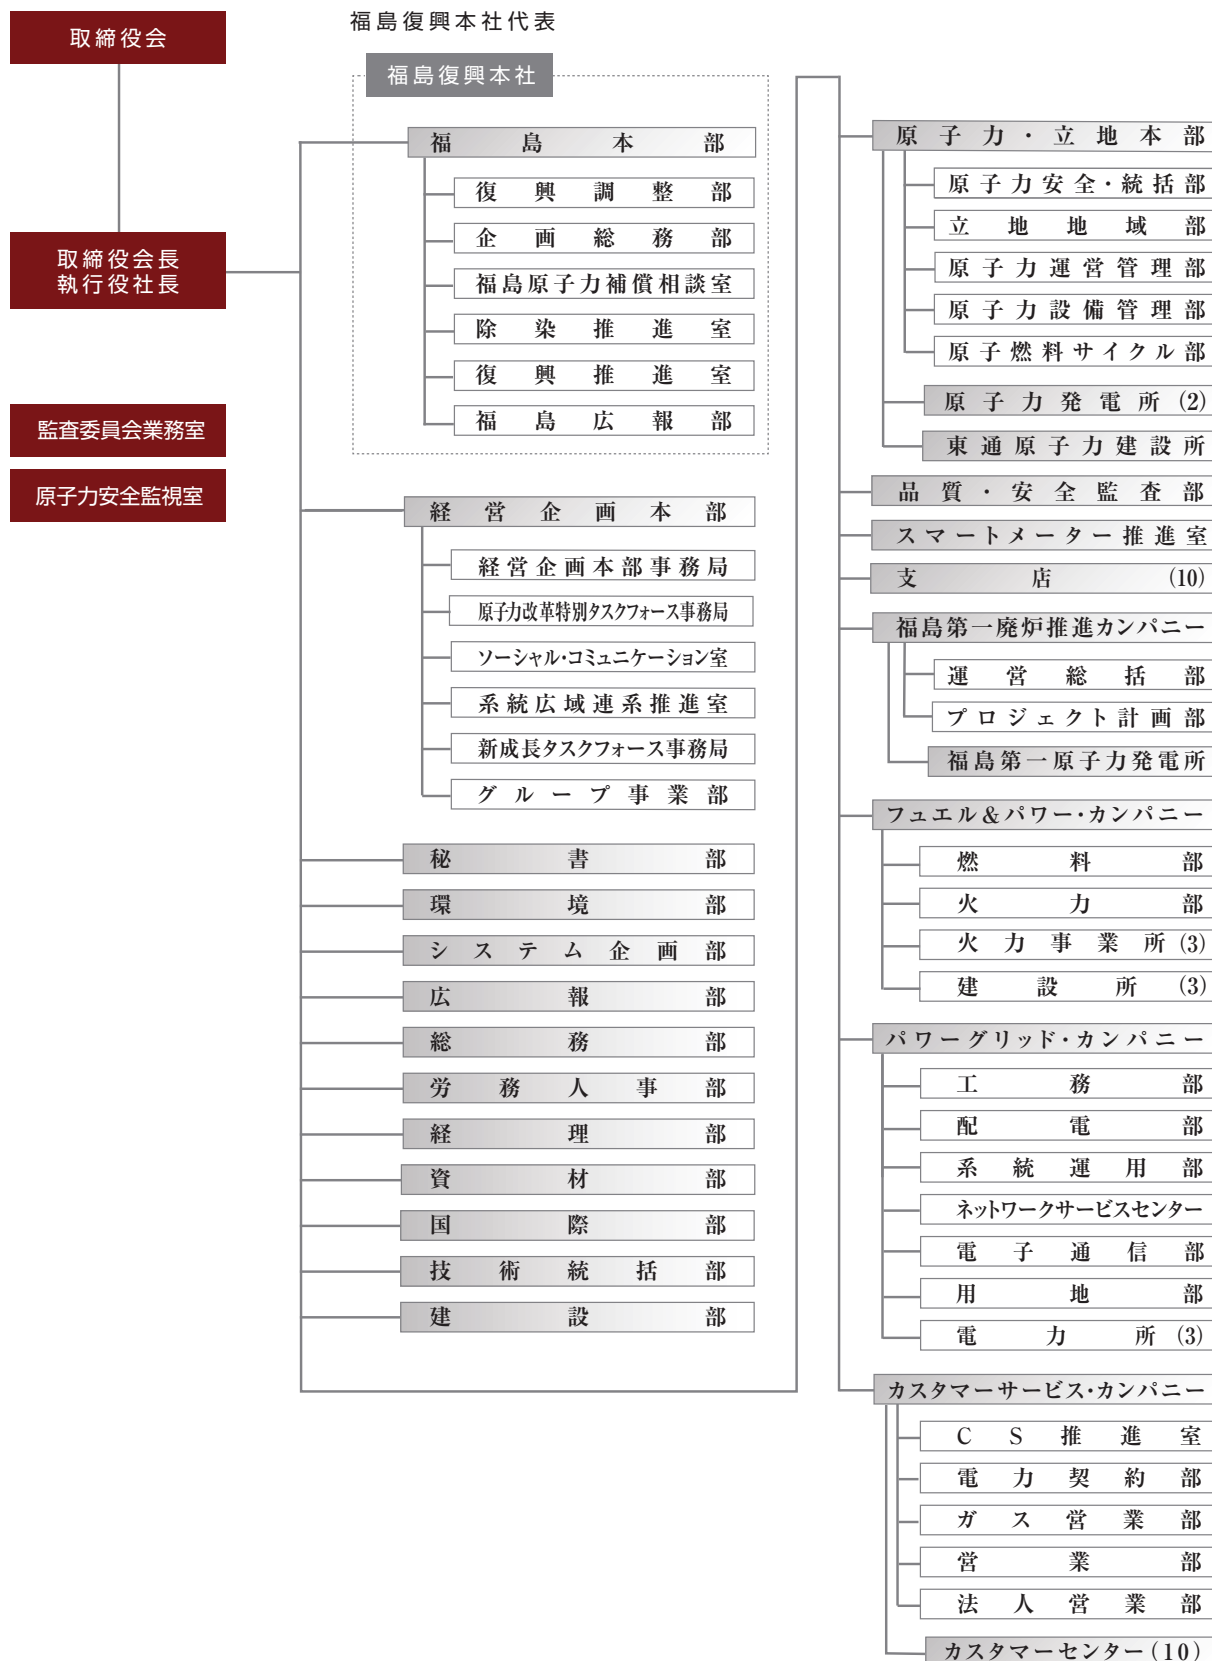 取締役会
取締役会長
執行役社長
監査委員会業務室
原子力安全監視室
福島復興本社代表
福島復興本社
福島本部
復興調整部
企画総務部
福島原子力補償相談室
除染推進室
復興推進室
福島広報部
経営企画本部
経営企画本部事務局
原子力改革特別タスクフォース事務局
ソーシャル・コミュニケーション室
系統広域連系推進室
新成長タスクフォース事務局
グループ事業部
秘書部
環境部
システム企画部
広報部
総務部
労務人事部
経理部
資材部
国際部
技術統括部
建設部
原子力・立地本部
原子力安全・統括部
立地地域部
原子力運営管理部
原子力設備管理部
原子燃料サイクル部
原子力発電所(2)
東通原子力建設所
品質・安全監査部
スマートメーター推進室
支店(10)
福島第一廃炉推進カンパニー
運営総括部
プロジェクト計画部
福島第一原子力発電所
フュエル&パワー・カンパニー
燃料部
火力部
火力事業所(3)
建設所(3)
パワーグリッド・カンパニー
工務部
配電部
系統運用部
ネットワークサービスセンター
電子通信部
用地部
電力所(3)
カスタマーサービス・カンパニー
CS推進室
電力契約部
ガス営業部
営業部
法人営業部
カスタマーセンター(10)